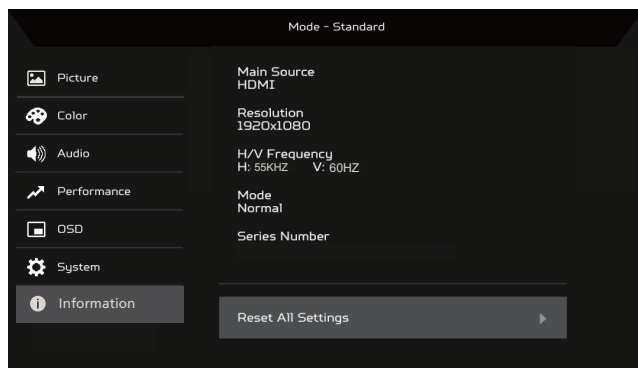 Mode - Standard
Picture
Color
Audio
Performance
OSD
System
Information
Main Source
HDMI
Resolution
1920x1080
H/V Frequency
H: 55KHZ V: 60HZ
Mode
Normal
Series Number
Reset All Settings